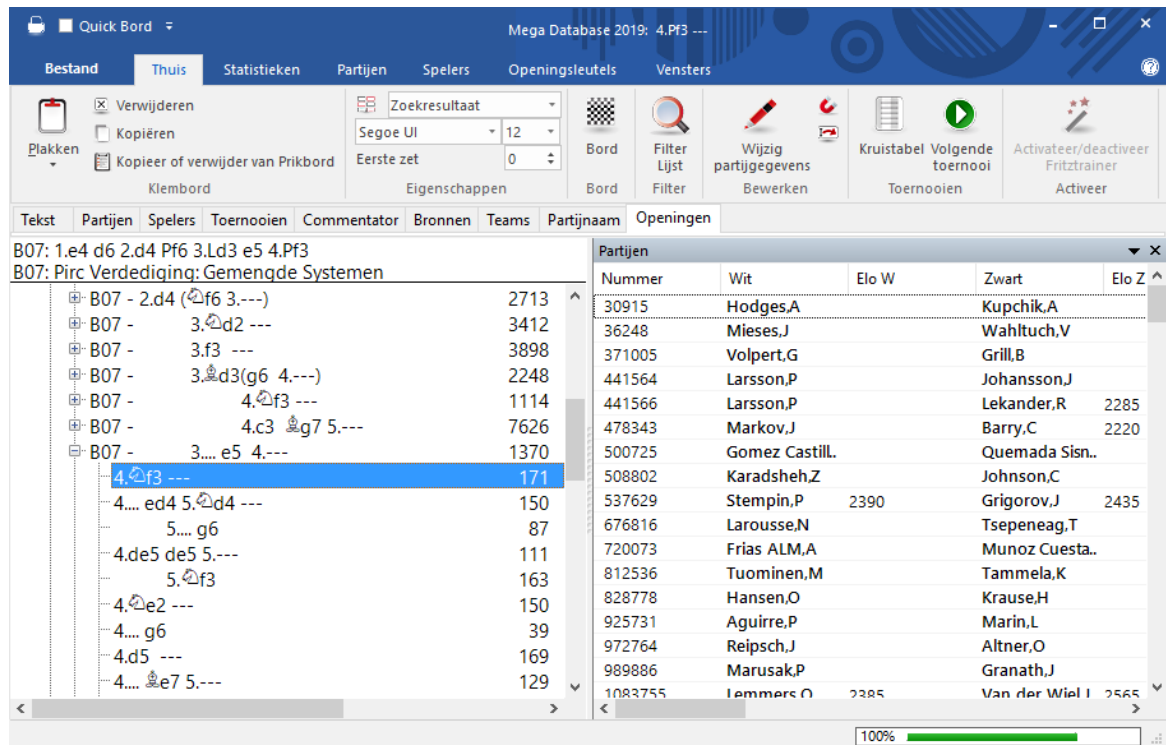 Quick Bord
Mega Database 2019: 4.Pf3 ---
Bestand Thuis Statistieken Partijen Spelers Openingsleutels Vensters
Plakken
Verwijderen
Kopiëren
Kopieer of verwijder van Prikbord
Klembord
Zoekresultaat
Segoe UI 12
Eerste zet 0
Eigenschappen
Bord
Bord
Filter
Lijst
Filter
Wijzig
partijgegevens
Bewerken
Kruistabel
Volgende
toernooi
Toernooien
Activateer/deactiveer
Fritztrainer
Activeer
Tekst Partijen Spelers Toernooien Commentator Bronnen Teams Partijnaam Openingen
B07: 1.e4 d6 2.d4 Pf6 3.Ld3 e5 4.Pf3
B07: Pirc Verdediging: Gemengde Systemen
B07 - 2.d4 (♘f6 3.---) 2713
B07 - 3.♘d2 --- 3412
B07 - 3.f3 --- 3898
B07 - 3.♗d3(g6 4.---) 2248
B07 - 4.♘f3 --- 1114
B07 - 4.c3 ♗g7 5.--- 7626
B07 - 3.... e5 4.--- 1370
4.♘f3 --- 171
4.... ed4 5.♘d4 --- 150
5.... g6 87
4.de5 de5 5.--- 111
5.♘f3 163
4.♘e2 --- 150
4.... g6 39
4.d5 --- 169
4.... ♗e7 5.--- 129
Partijen
Nummer Wit Elo W Zwart Elo Z
30915 Hodges,A Kupchik,A
36248 Mieses,J Wahltuch,V
371005 Volpert,G Grill,B
441564 Larsson,P Johansson,J
441566 Larsson,P Lekander,R 2285
478343 Markov,J Barry,C 2220
500725 Gomez Castill.. Quemada Sisn..
508802 Karadsheh,Z Johnson,C
537629 Stempin,P 2390 Grigorov,J 2435
676816 Larousse,N Tsepeneag,T
720073 Frias ALM,A Munoz Cuesta..
812536 Tuominen,M Tammela,K
828778 Hansen,O Krause,H
925731 Aguirre,P Marin,L
972764 Reipsch,J Altner,O
989886 Marusak,P Granath,J
1083755 Lemmers,O 2385 Van der Wiel,J 2565
100%